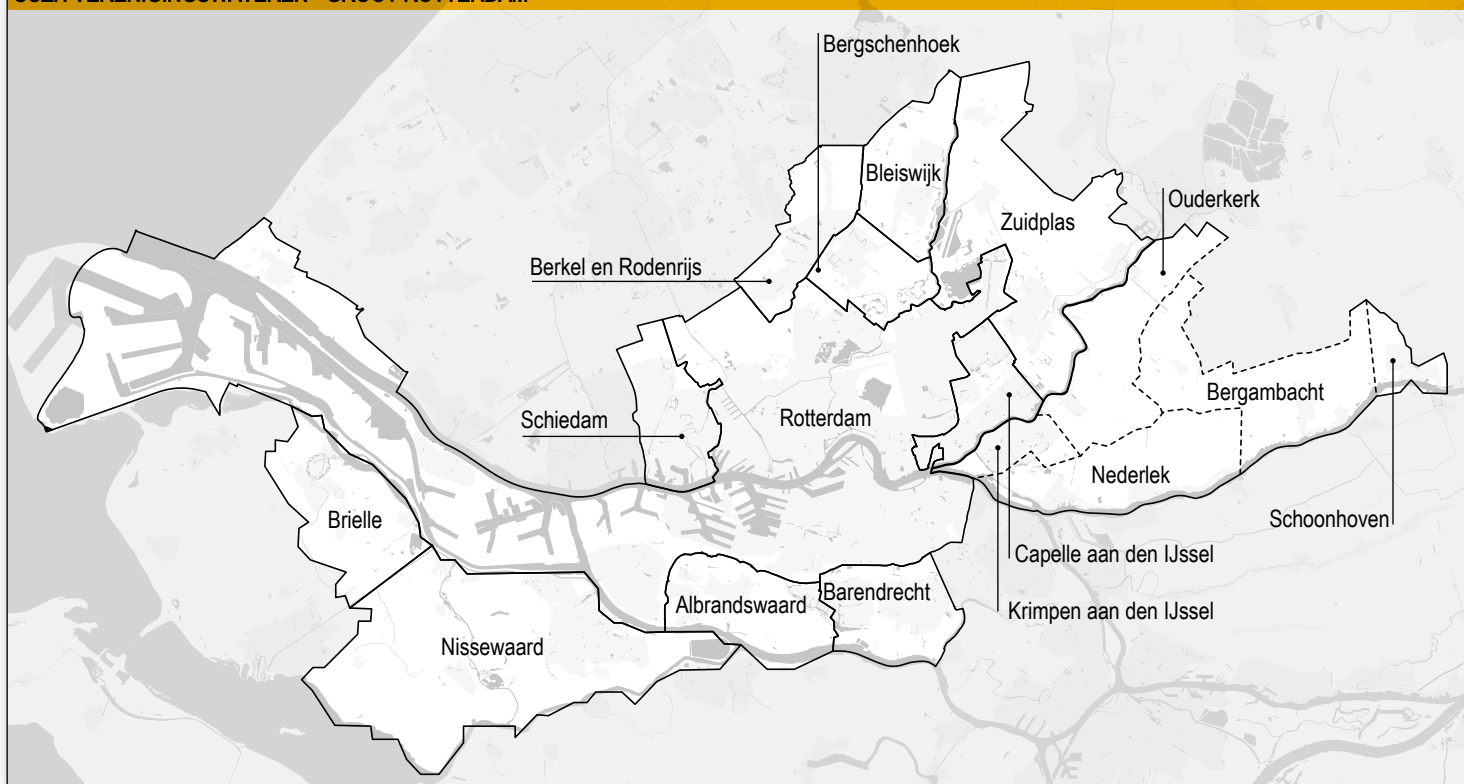 Bergschenhoek
Bleiswijk
Ouderkerk
Zuidplas
Berkel en Rodenrijs
Bergambacht
Schiedam
Rotterdam
Nederlek
Brielle
Schoonhoven
Capelle aan den IJssel
Albrandswaard
Barendrecht
Krimpen aan den IJssel
Nissewaard